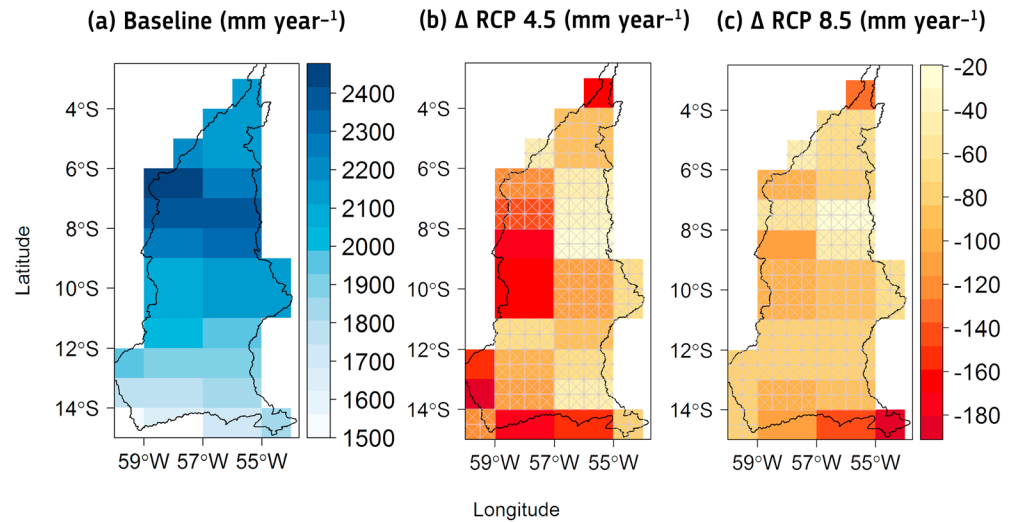 (a) Baseline (mm year⁻¹)
(b) Δ RCP 4.5 (mm year⁻¹)
(c) Δ RCP 8.5 (mm year⁻¹)
Latitude
4°S
6°S
8°S
10°S
12°S
14°S
59°W 57°W 55°W
2400
2300
2200
2100
2000
1900
1800
1700
1600
1500
4°S
6°S
8°S
10°S
12°S
14°S
59°W 57°W 55°W
4°S
6°S
8°S
10°S
12°S
14°S
59°W 57°W 55°W
-20
-40
-60
-80
-100
-120
-140
-160
-180
Longitude